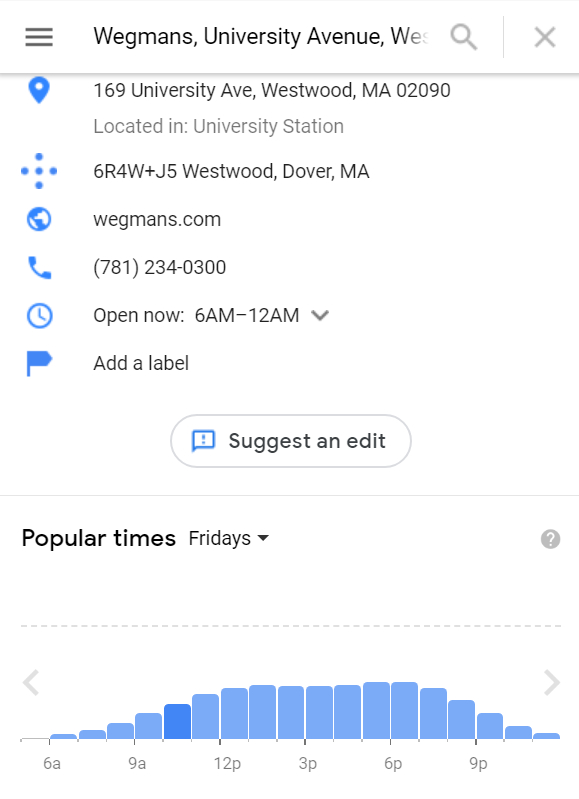 Wegmans, University Avenue, Wes
169 University Ave, Westwood, MA 02090
Located in: University Station
6R4W+J5 Westwood, Dover, MA
wegmans.com
(781) 234-0300
Open now: 6AM–12AM
Add a label
Suggest an edit
Popular times Fridays
6a 9a 12p 3p 6p 9p